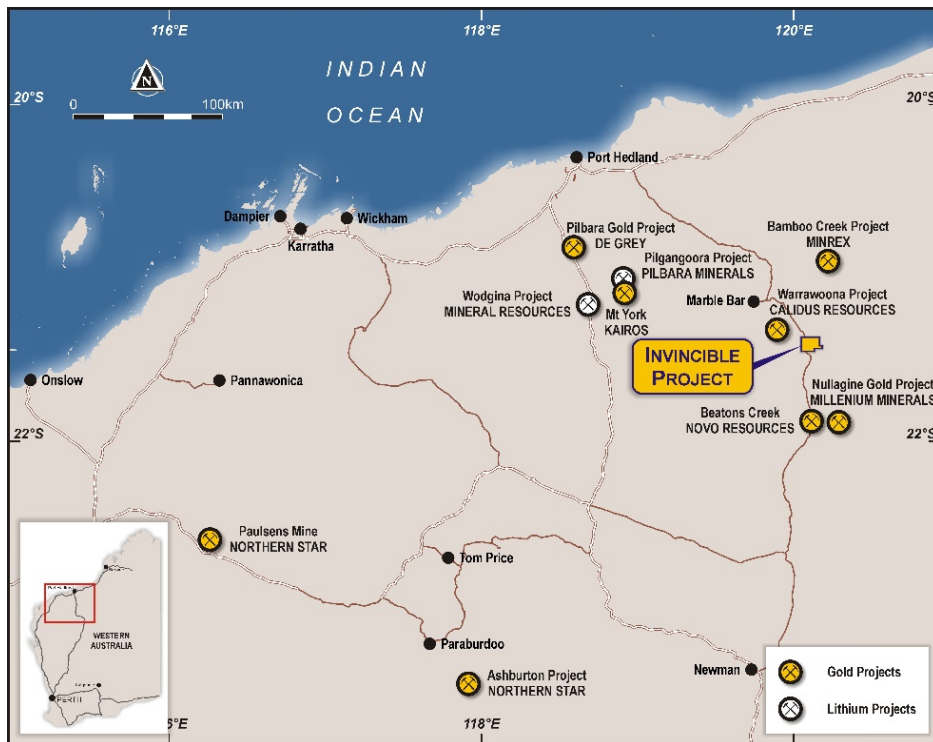 116°E
118°E
120°E
N
INDIAN
OCEAN
0
100km
20°S
20°S
Port Hedland
Dampier
Wickham
Karratha
Pilbara Gold Project
DE GREY
Bamboo Creek Project
MINREX
Pilgangoora Project
PILBARA MINERALS
Wodgina Project
MINERAL RESOURCES
Mt York
KAIROS
Marble Bar
Warrawoona Project
CALIDUS RESOURCES
INVINCIBLE
PROJECT
Onslow
Pannawonica
Nullagine Gold Project
MILLENIUM MINERALS
Beatons Creek
NOVO RESOURCES
22°S
22°S
Paulsens Mine
NORTHERN STAR
Tom Price
Paraburdoo
Ashburton Project
NORTHERN STAR
Newman
WESTERN
AUSTRALIA
PERTH
Gold Projects
Lithium Projects
118°E
120°E